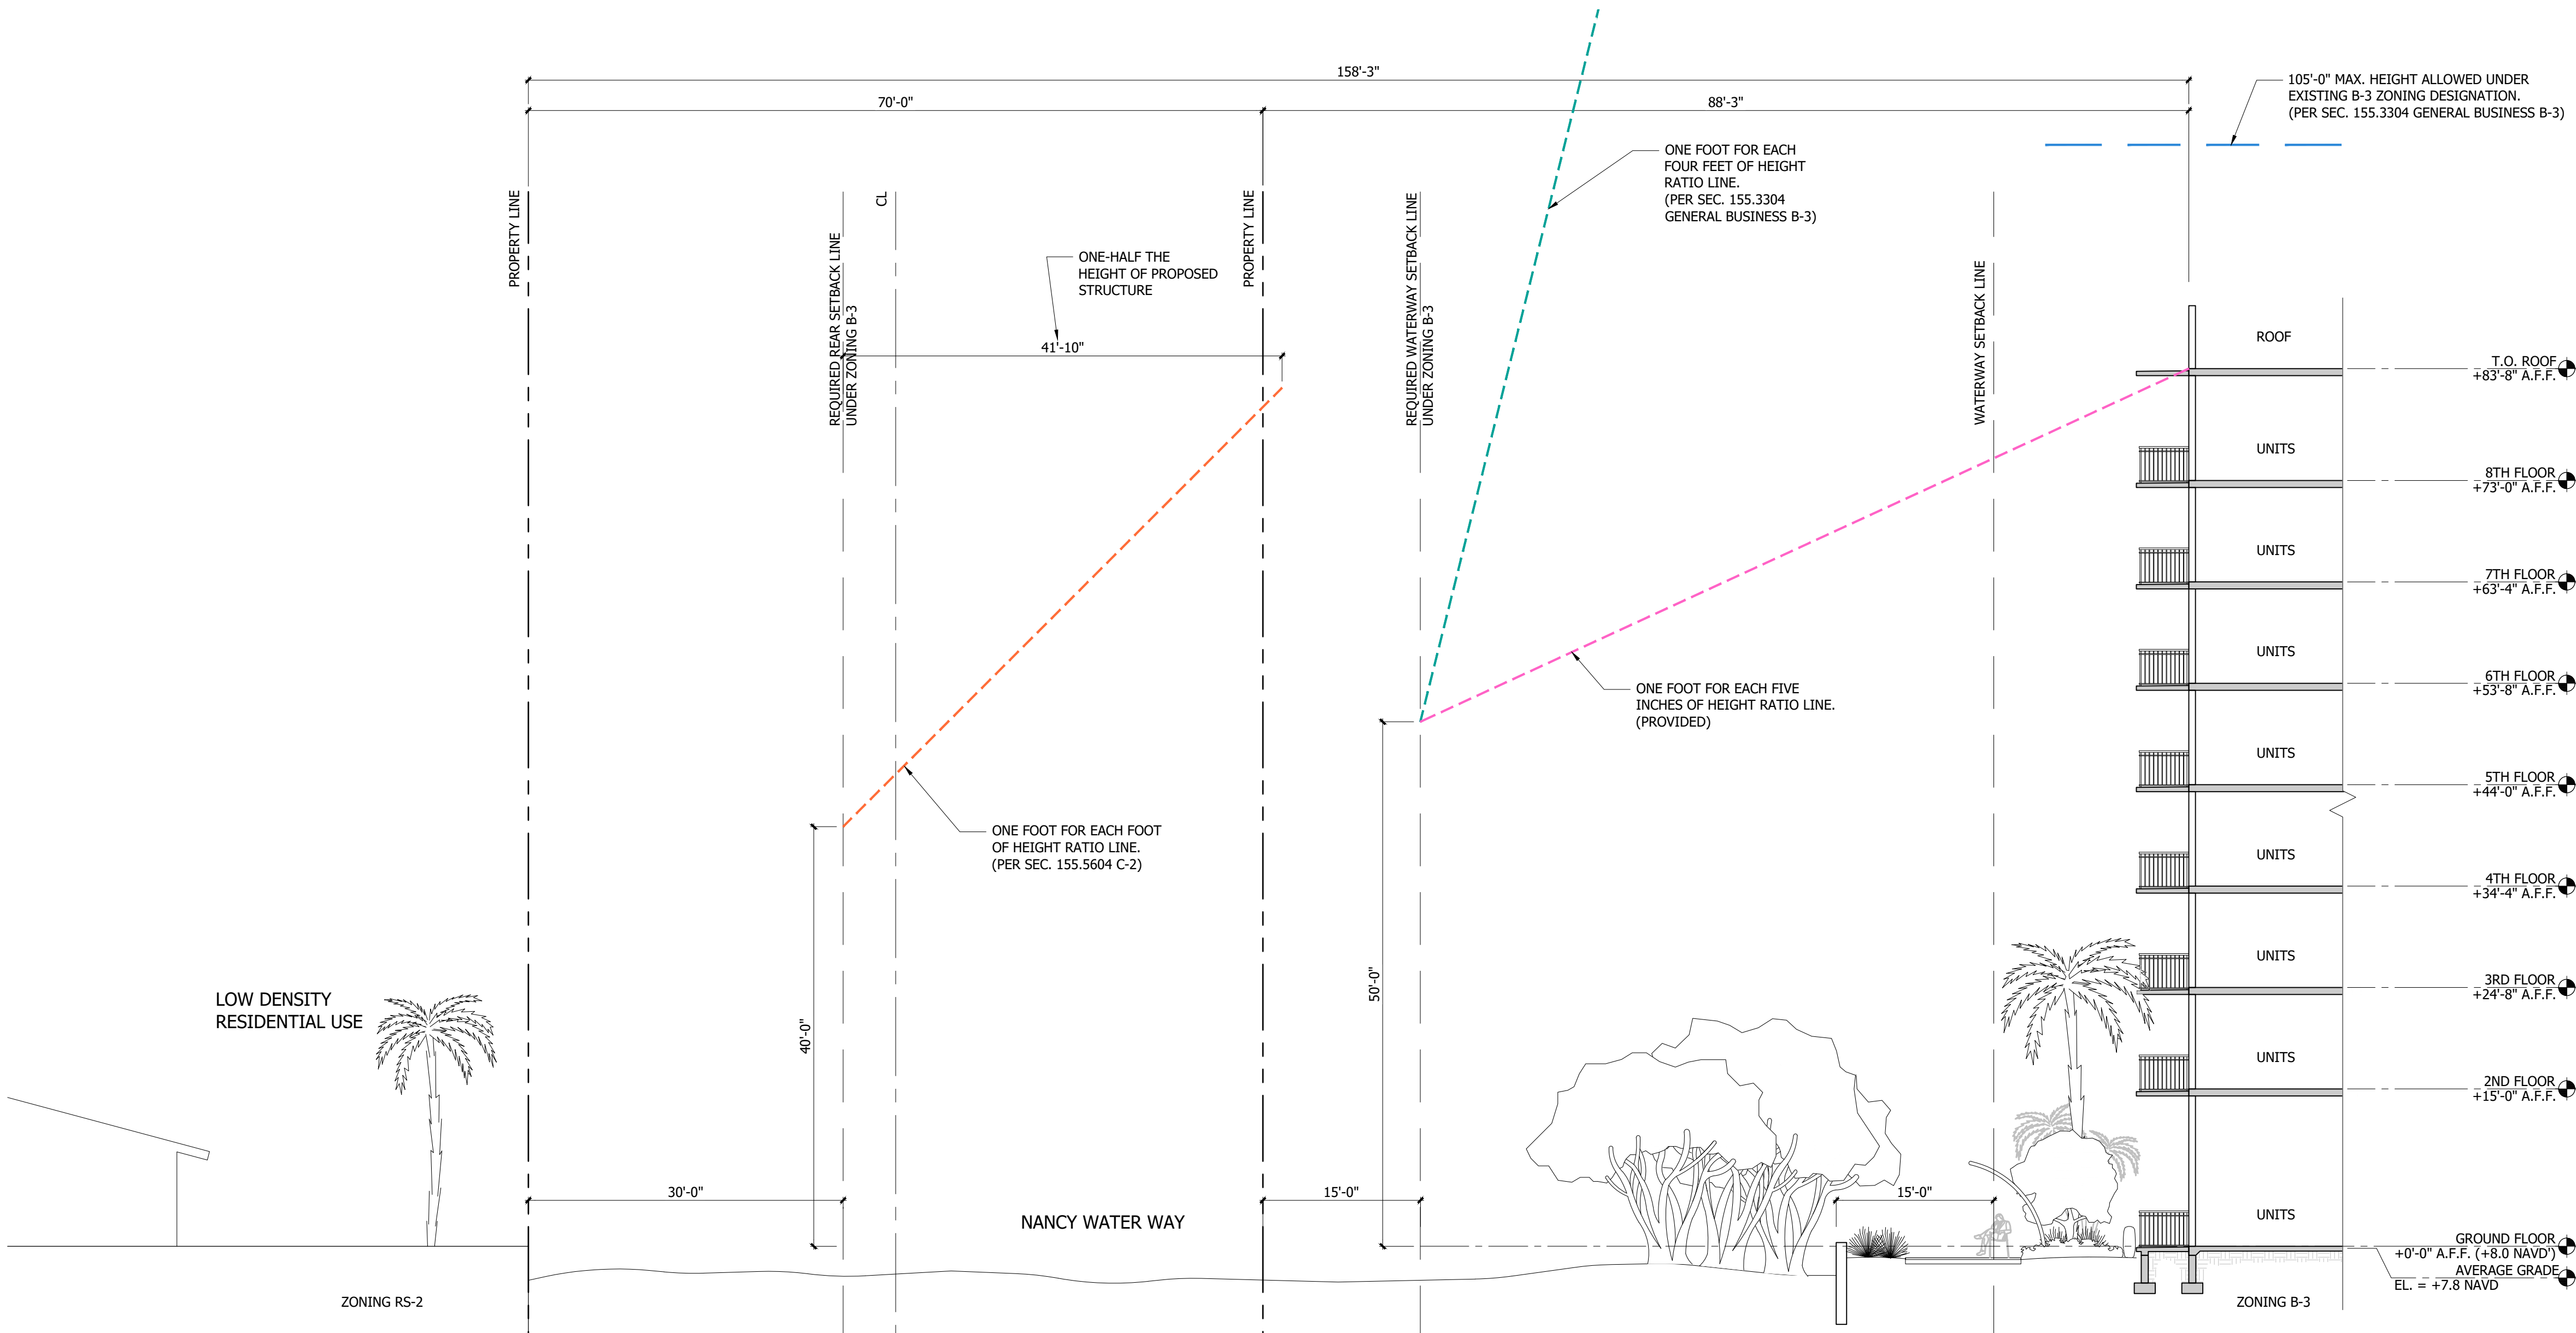 158'-3"
70'-0"
88'-3"
105'-0" MAX. HEIGHT ALLOWED UNDER
EXISTING B-3 ZONING DESIGNATION.
(PER SEC. 155.3304 GENERAL BUSINESS B-3)
ONE FOOT FOR EACH
FOUR FEET OF HEIGHT
RATIO LINE.
(PER SEC. 155.3304
GENERAL BUSINESS B-3)
PROPERTY LINE
REQUIRED REAR SETBACK LINE
UNDER ZONING B-3
CL
ONE-HALF THE
HEIGHT OF PROPOSED
STRUCTURE
41'-10"
PROPERTY LINE
REQUIRED WATERWAY SETBACK LINE
UNDER ZONING B-3
WATERWAY SETBACK LINE
ROOF
T.O. ROOF
+83'-8" A.F.F.
UNITS
8TH FLOOR
+73'-0" A.F.F.
UNITS
7TH FLOOR
+63'-4" A.F.F.
UNITS
6TH FLOOR
+53'-8" A.F.F.
ONE FOOT FOR EACH FIVE
INCHES OF HEIGHT RATIO LINE.
(PROVIDED)
UNITS
5TH FLOOR
+44'-0" A.F.F.
ONE FOOT FOR EACH FOOT
OF HEIGHT RATIO LINE.
(PER SEC. 155.5604 C-2)
UNITS
4TH FLOOR
+34'-4" A.F.F.
UNITS
3RD FLOOR
+24'-8" A.F.F.
LOW DENSITY
RESIDENTIAL USE
40'-0"
50'-0"
UNITS
2ND FLOOR
+15'-0" A.F.F.
30'-0"
15'-0"
15'-0"
NANCY WATER WAY
UNITS
GROUND FLOOR
+0'-0" A.F.F. (+8.0 NAVD')
AVERAGE GRADE
EL. = +7.8 NAVD
ZONING RS-2
ZONING B-3